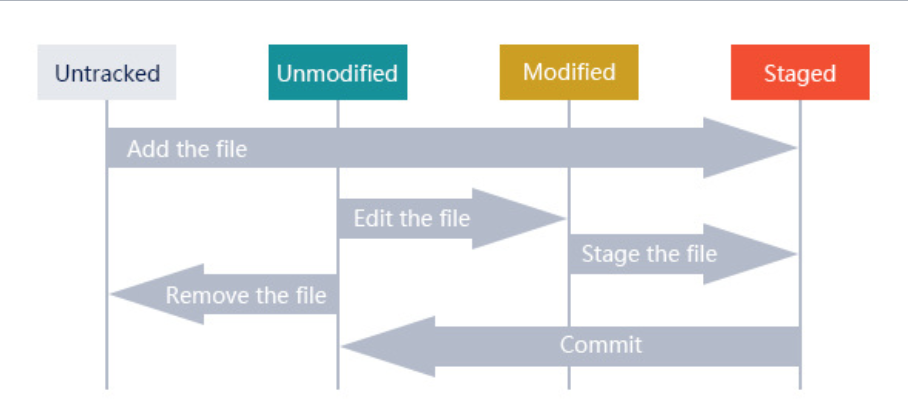 Untracked
Unmodified
Modified
Staged
Add the file
Edit the file
Stage the file
Remove the file
Commit